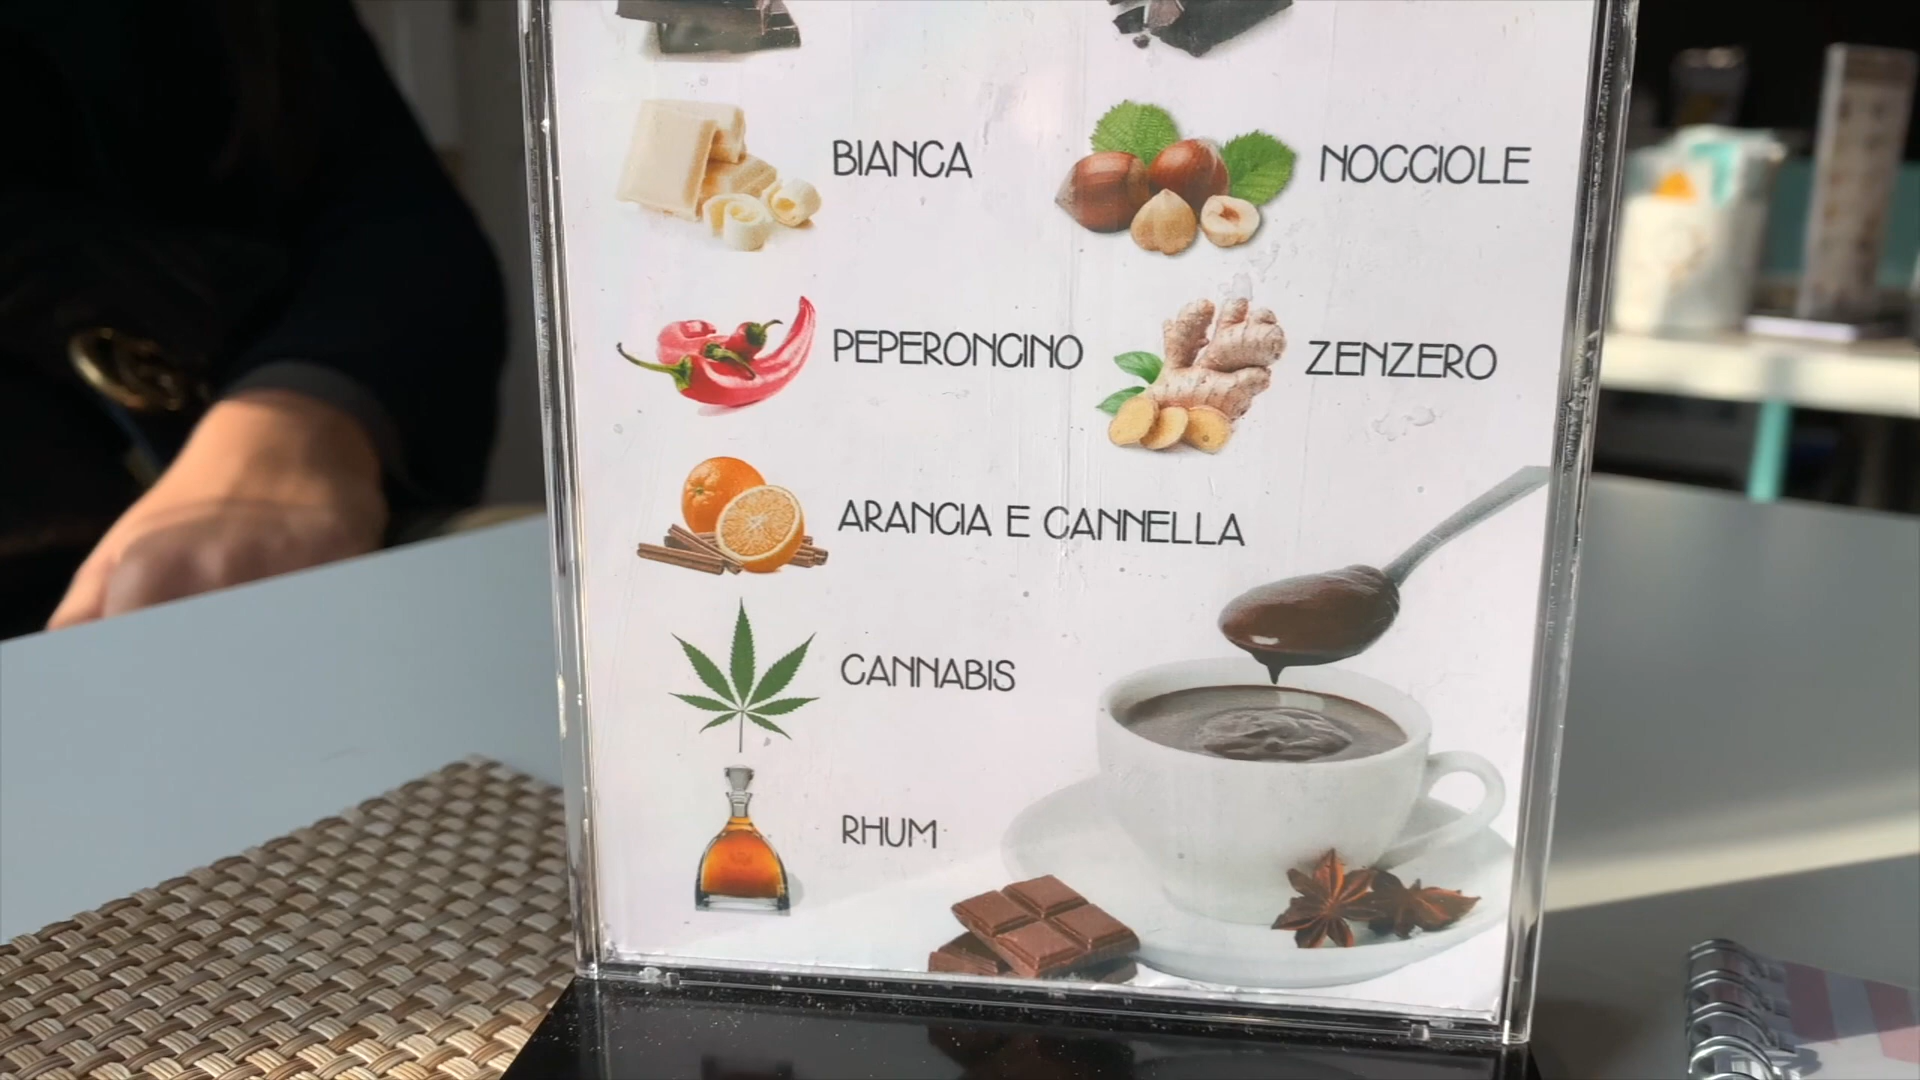 BIANCA
NOCCIOLE
PEPERONCINO
ZENZERO
ARANCIA E CANNELLA
CANNABIS
RHUM